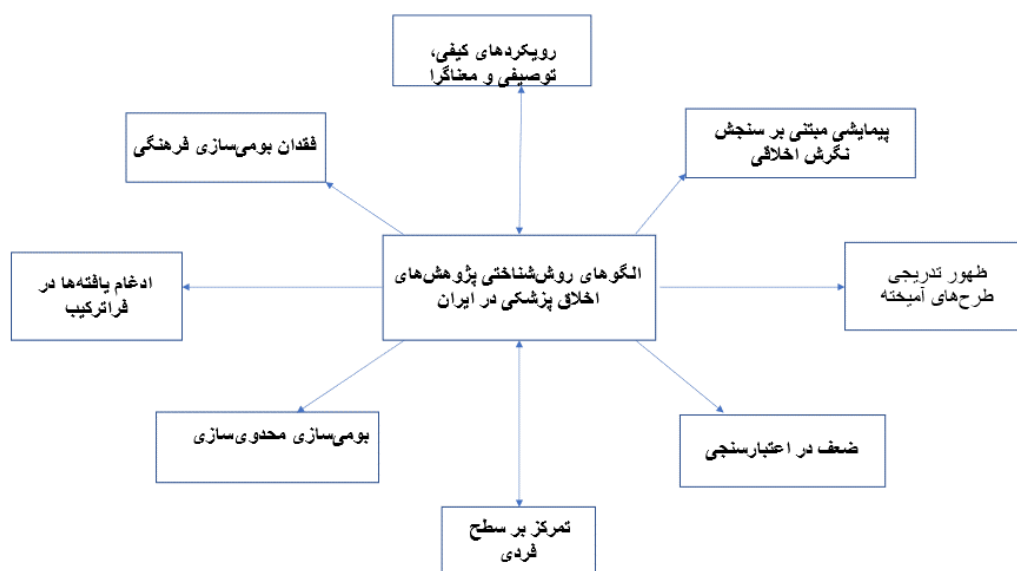 رویکردهای کیفی،
توصیفی و معناگرا
پیمایشی مبتنی بر سنجش
نگرش اخلاقی
فقدان بومی‌سازی فرهنگی
الگوهای روش‌شناختی پژوهش‌های
اخلاق پزشکی در ایران
ظهور تدریجی
طرح‌های آمیخته
ادغام یافته‌ها در
فراترکیب
بومی‌سازی محدوی‌سازی
ضعف در اعتبارسنجی
تمرکز بر سطح
فردی